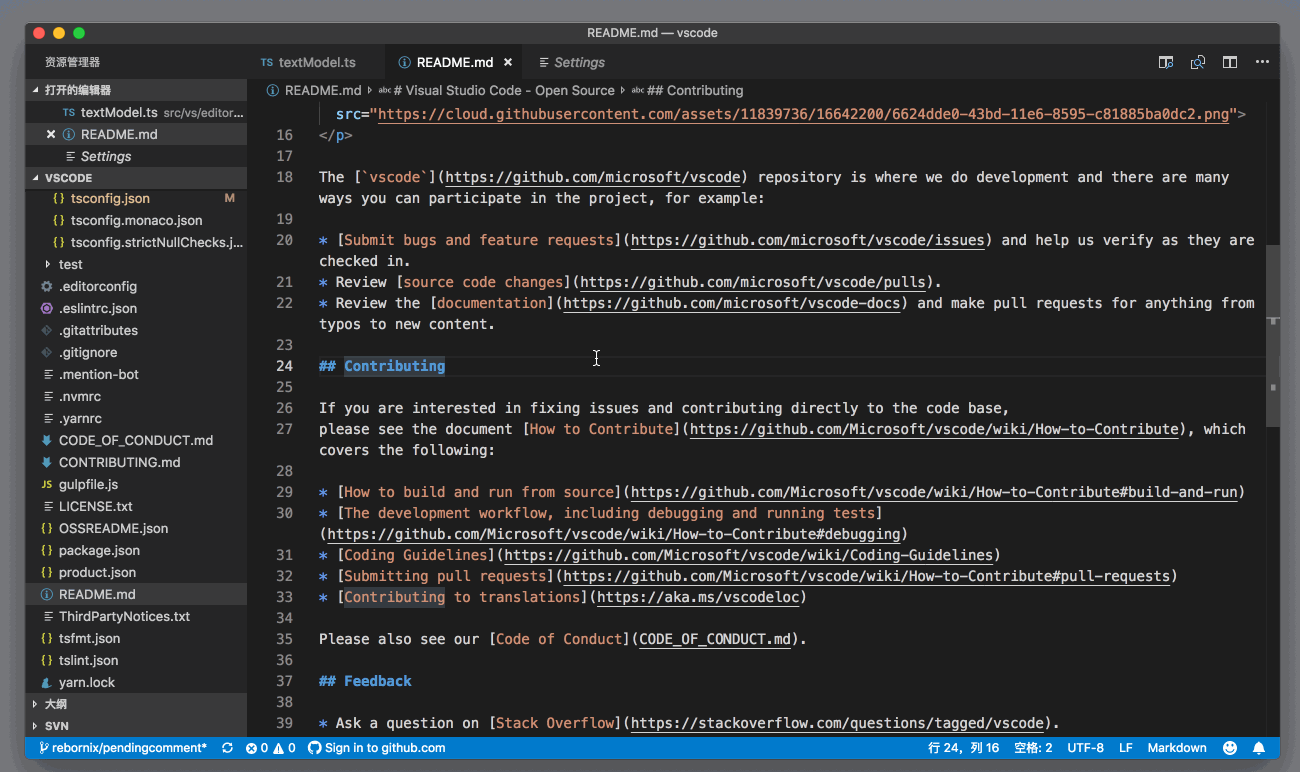 README.md — vscode
资源管理器
TS textModel.ts
README.md ×
Settings
打开的编辑器
TS textModel.ts src/vs/editor...
README.md
Settings
VSCODE
{} tsconfig.json M
{} tsconfig.monaco.json
{} tsconfig.strictNullChecks.j...
test
.editorconfig
.eslintrc.json
.gitattributes
.gitignore
.mention-bot
.nvmrc
.yarnrc
CODE_OF_CONDUCT.md
CONTRIBUTING.md
JS gulpfile.js
LICENSE.txt
{} OSSREADME.json
{} package.json
{} product.json
README.md
ThirdPartyNotices.txt
{} tsfmt.json
{} tslint.json
yarn.lock
大纲
SVN
README.md abc # Visual Studio Code - Open Source abc ## Contributing
src="https://cloud.githubusercontent.com/assets/11839736/16642200/6624dde0-43bd-11e6-8595-c81885ba0dc2.png">
16 </p>
17
18 The [`vscode`](https://github.com/microsoft/vscode) repository is where we do development and there are many
ways you can participate in the project, for example:
19
20 * [Submit bugs and feature requests](https://github.com/microsoft/vscode/issues) and help us verify as they are
checked in.
21 * Review [source code changes](https://github.com/microsoft/vscode/pulls).
22 * Review the [documentation](https://github.com/microsoft/vscode-docs) and make pull requests for anything from
typos to new content.
23
24 ## Contributing
25
26 If you are interested in fixing issues and contributing directly to the code base,
27 please see the document [How to Contribute](https://github.com/Microsoft/vscode/wiki/How-to-Contribute), which
covers the following:
28
29 * [How to build and run from source](https://github.com/Microsoft/vscode/wiki/How-to-Contribute#build-and-run)
30 * [The development workflow, including debugging and running tests]
(https://github.com/Microsoft/vscode/wiki/How-to-Contribute#debugging)
31 * [Coding Guidelines](https://github.com/Microsoft/vscode/wiki/Coding-Guidelines)
32 * [Submitting pull requests](https://github.com/Microsoft/vscode/wiki/How-to-Contribute#pull-requests)
33 * [Contributing to translations](https://aka.ms/vscodeloc)
34
35 Please also see our [Code of Conduct](CODE_OF_CONDUCT.md).
36
37 ## Feedback
38
39 * Ask a question on [Stack Overflow](https://stackoverflow.com/questions/tagged/vscode).
rebornix/pendingcomment* 0 0 Sign in to github.com 行 24，列 16 空格: 2 UTF-8 LF Markdown